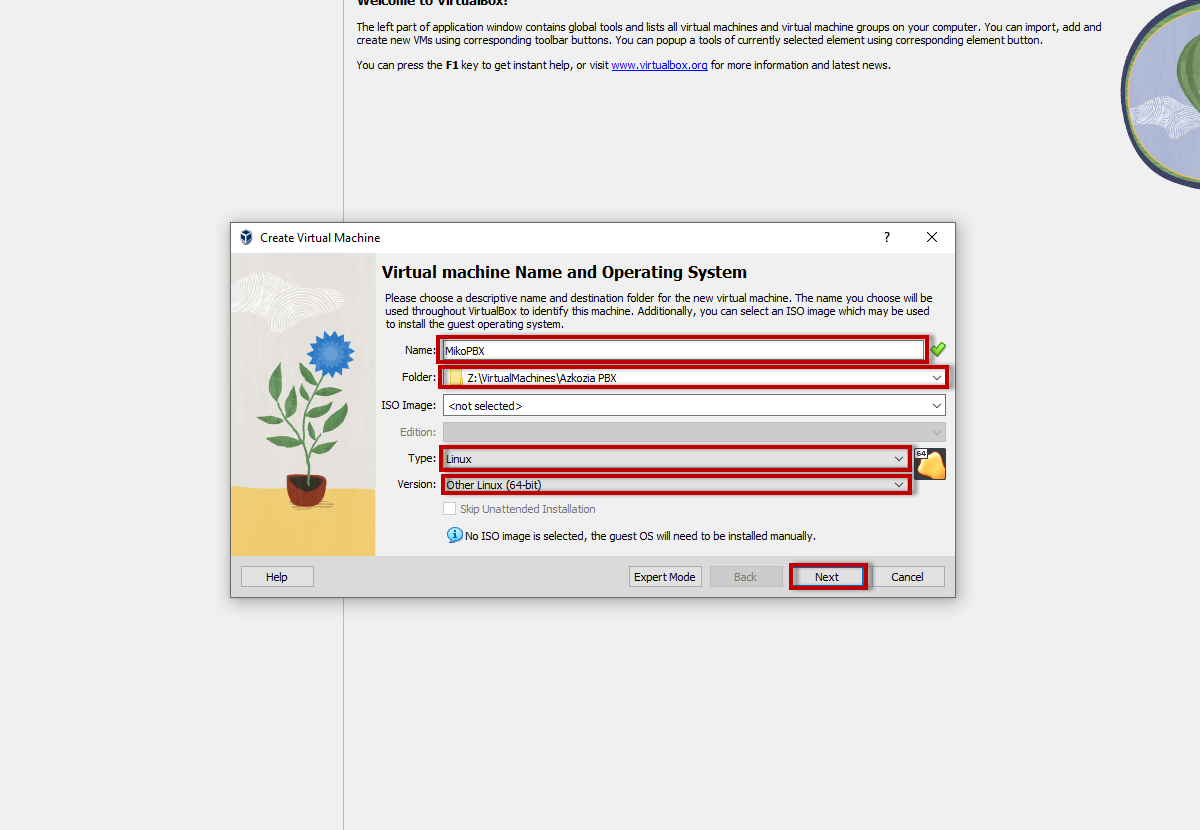 Welcome to VirtualBox!
The left part of application window contains global tools and lists all virtual machines and virtual machine groups on your computer. You can import, add and
create new VMs using corresponding toolbar buttons. You can popup a tools of currently selected element using corresponding element button.
You can press the F1 key to get instant help, or visit www.virtualbox.org for more information and latest news.
Create Virtual Machine ?
Virtual machine Name and Operating System
Please choose a descriptive name and destination folder for the new virtual machine. The name you choose will be
used throughout VirtualBox to identify this machine. Additionally, you can select an ISO image which may be used
to install the guest operating system.
Name: MikoPBX
Folder: Z:\VirtualMachines\Azkozia PBX
ISO Image: <not selected>
Edition:
Type: Linux
64
Version: Other Linux (64-bit)
Skip Unattended Installation
No ISO image is selected, the guest OS will need to be installed manually.
Help Expert Mode Back Next Cancel